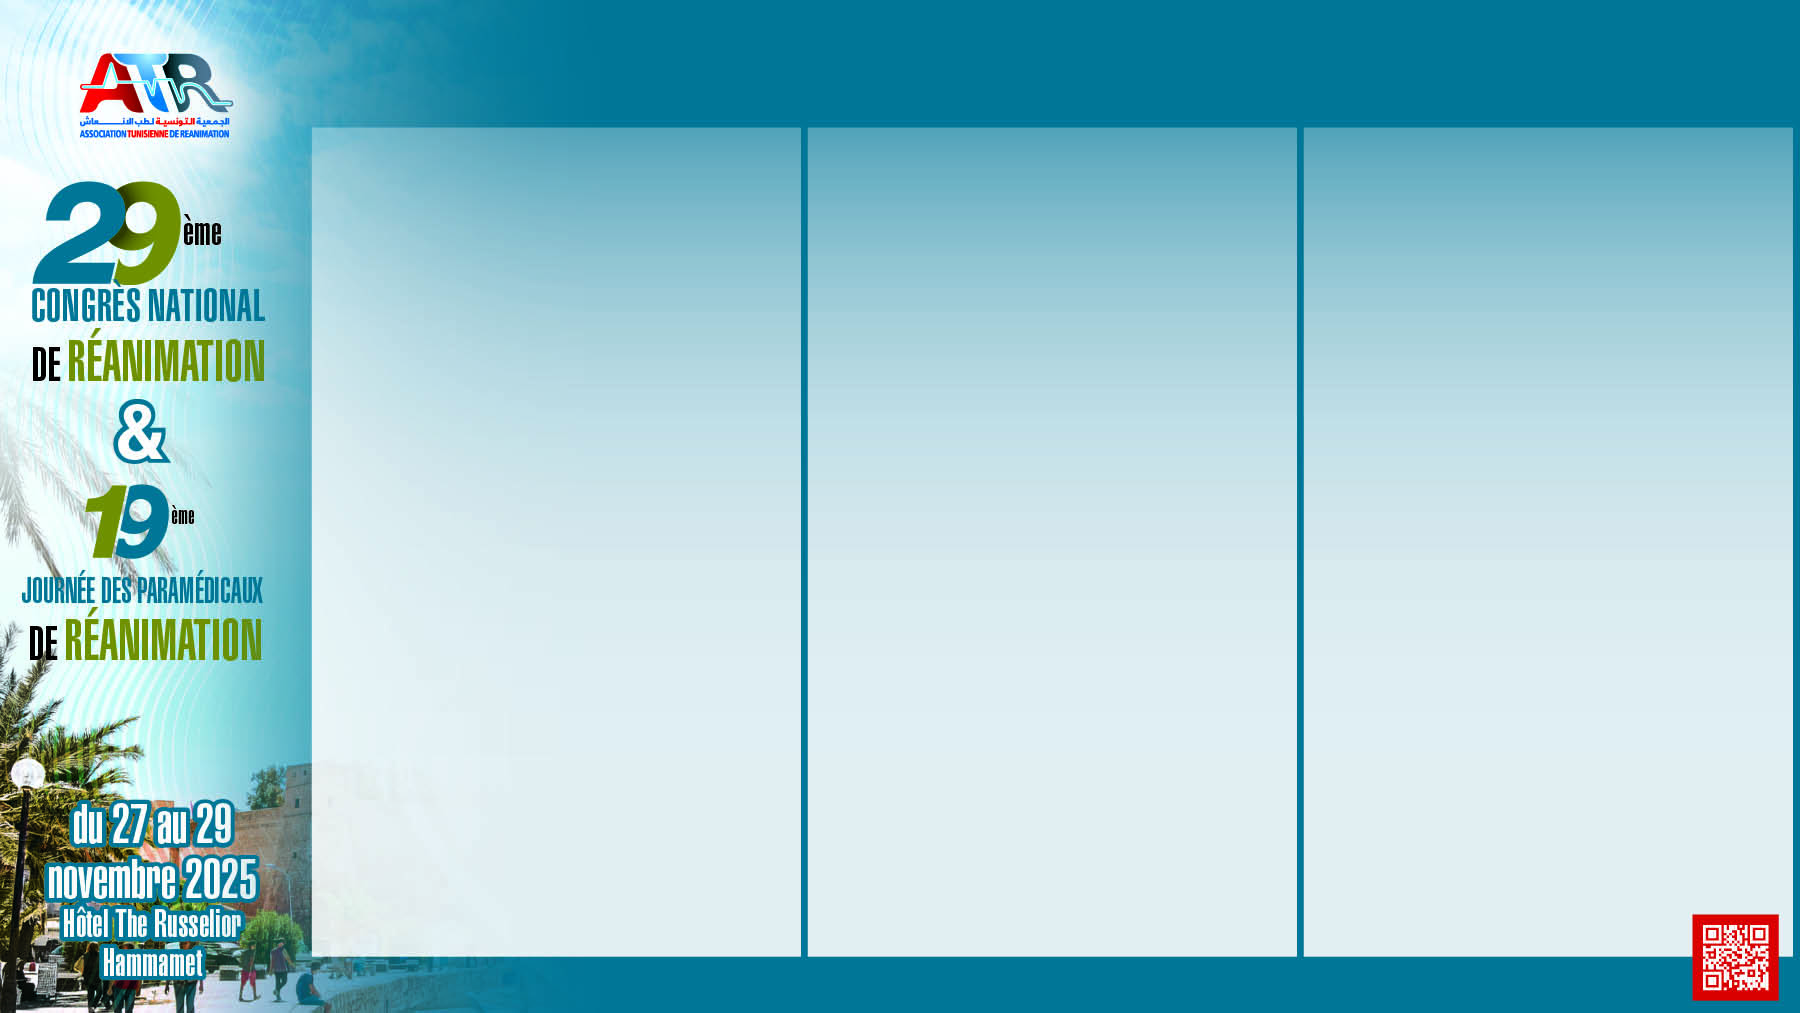 ATR
الجمعية التونسية لطب الانعاش
ASSOCIATION TUNISIENNE DE REANIMATION
29ème
CONGRÈS NATIONAL
DE RÉANIMATION
&
19ème
JOURNÉE DES PARAMÉDICAUX
DE RÉANIMATION
du 27 au 29
novembre 2025
Hôtel The Russelior
Hammamet